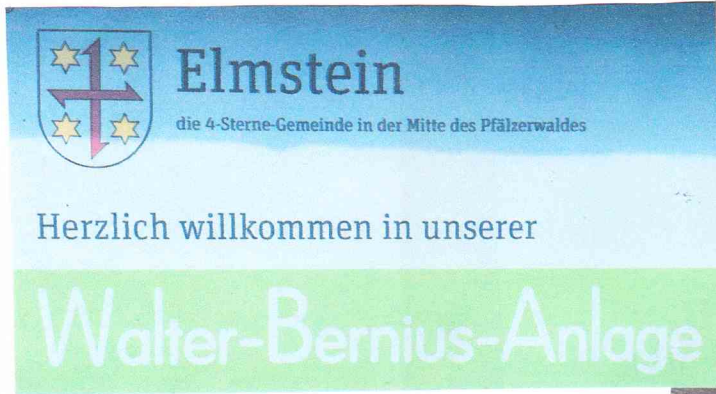 Elmstein
die 4-Sterne-Gemeinde in der Mitte des Pfälzerwaldes
Herzlich willkommen in unserer
Walter-Bernius-Anlage